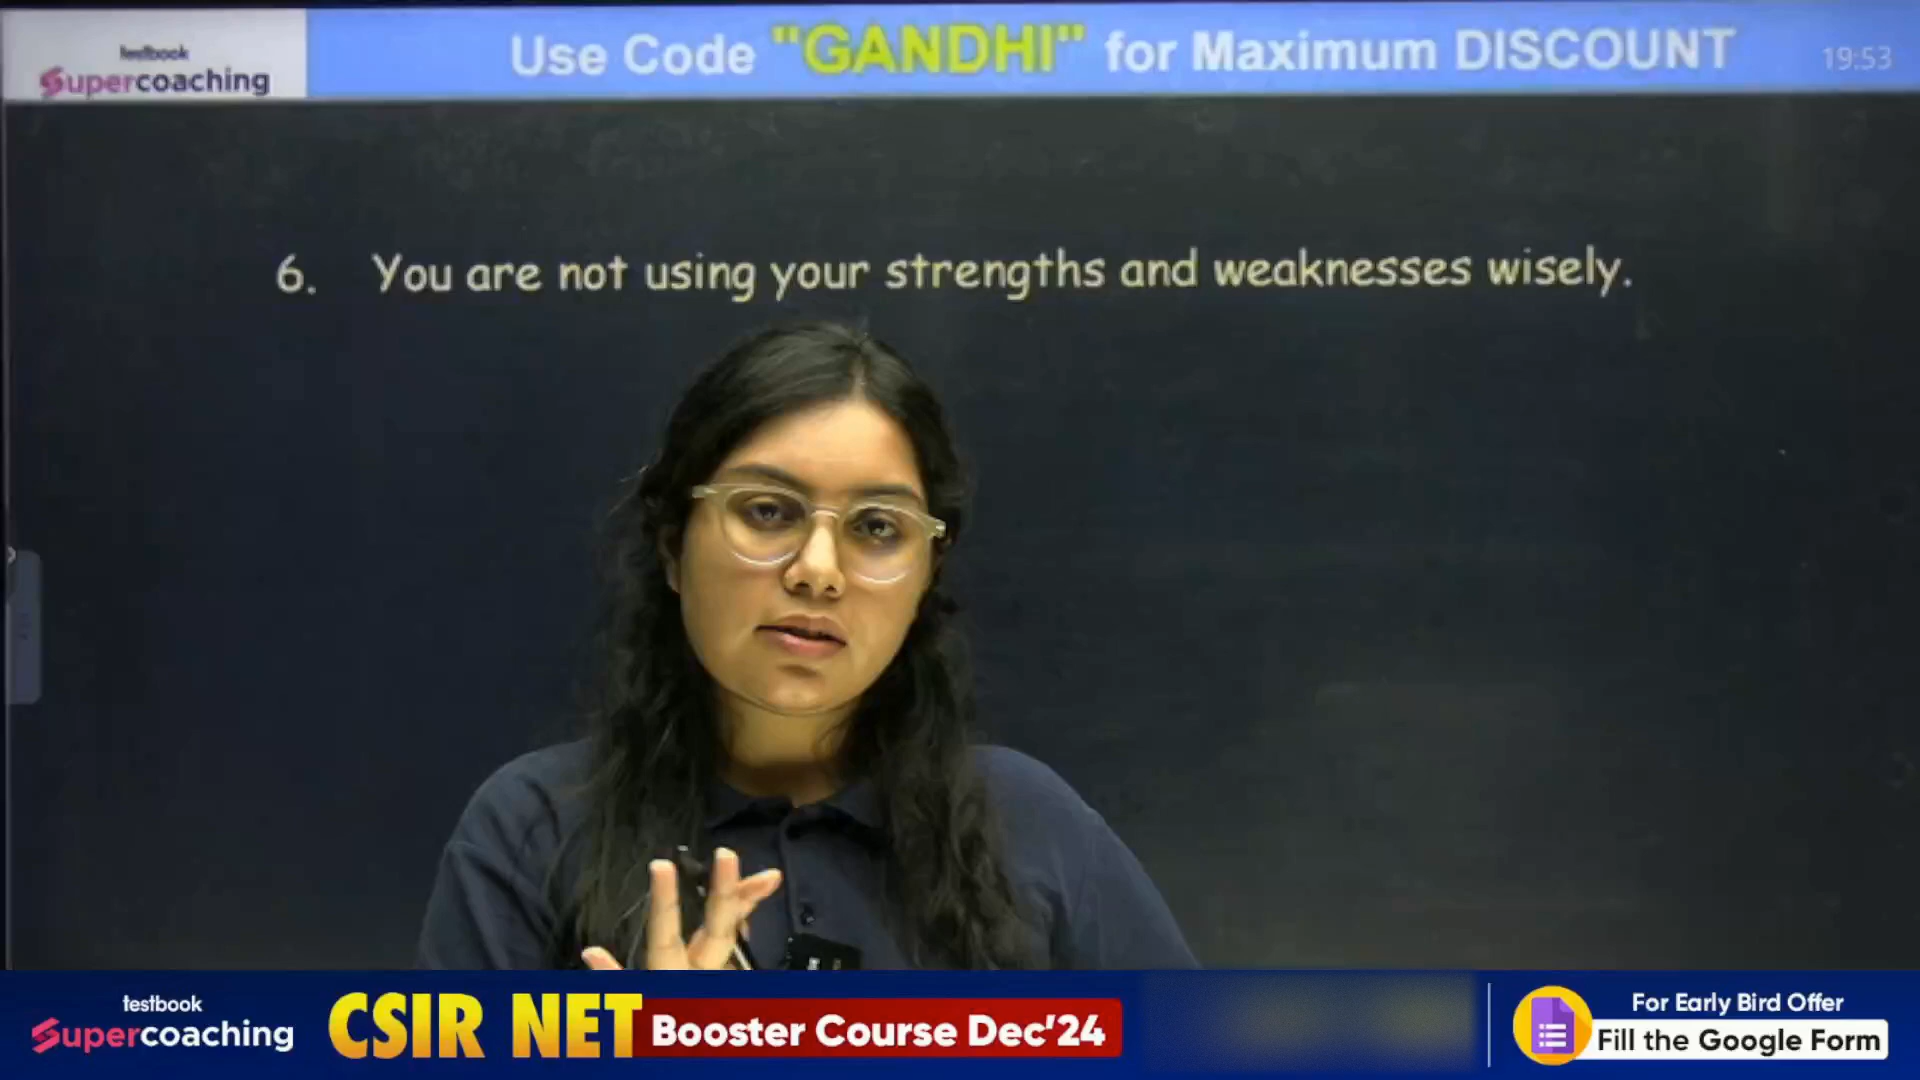 testbook
Supercoaching
Use Code "GANDHI" for Maximum DISCOUNT
19:53
6. You are not using your strengths and weaknesses wisely.
testbook
Supercoaching
CSIR NET
Booster Course Dec'24
For Early Bird Offer
Fill the Google Form